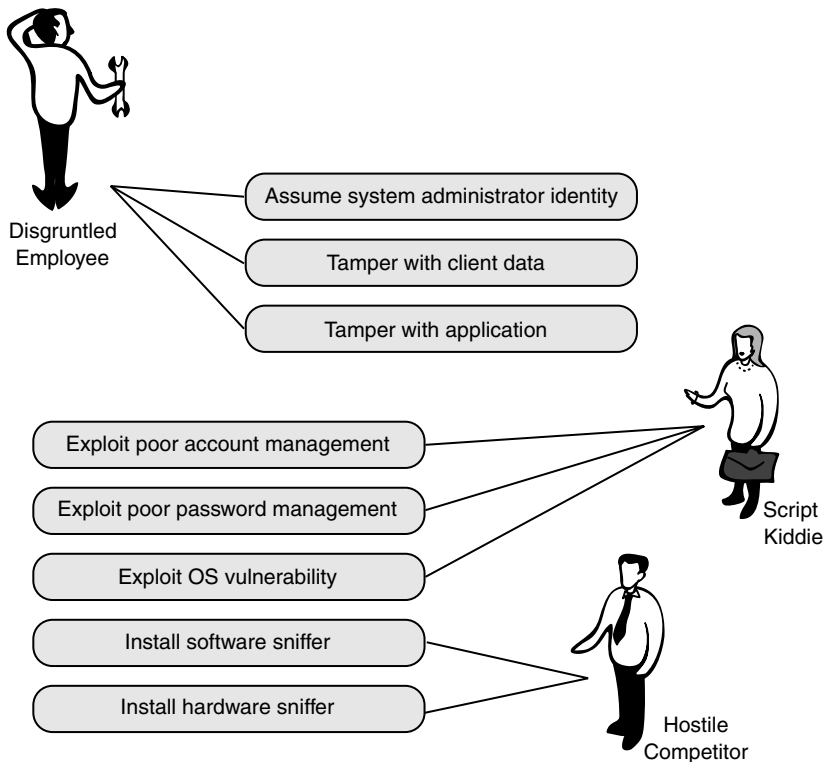 Disgruntled
Employee
Assume system administrator identity
Tamper with client data
Tamper with application
Exploit poor account management
Exploit poor password management
Exploit OS vulnerability
Script
Kiddie
Install software sniffer
Install hardware sniffer
Hostile
Competitor